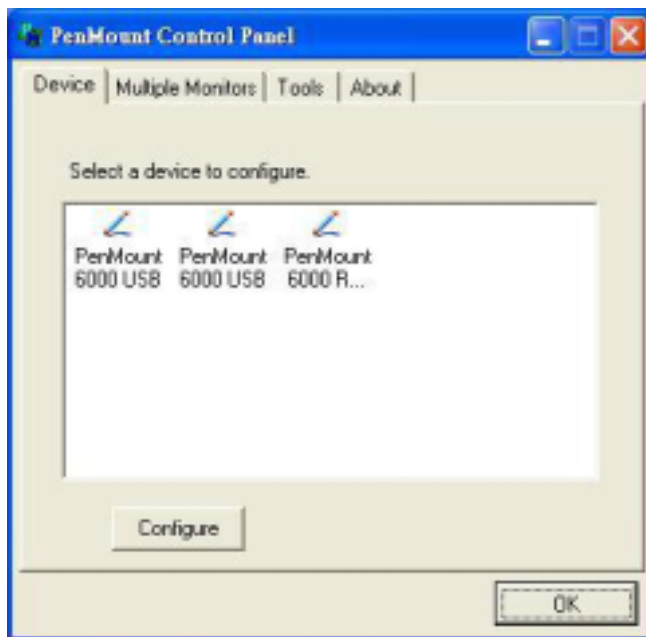 PenMount Control Panel
Device Multiple Monitors Tools About
Select a device to configure.
PenMount PenMount PenMount
6000 USB 6000 USB 6000 R...
Configure
OK